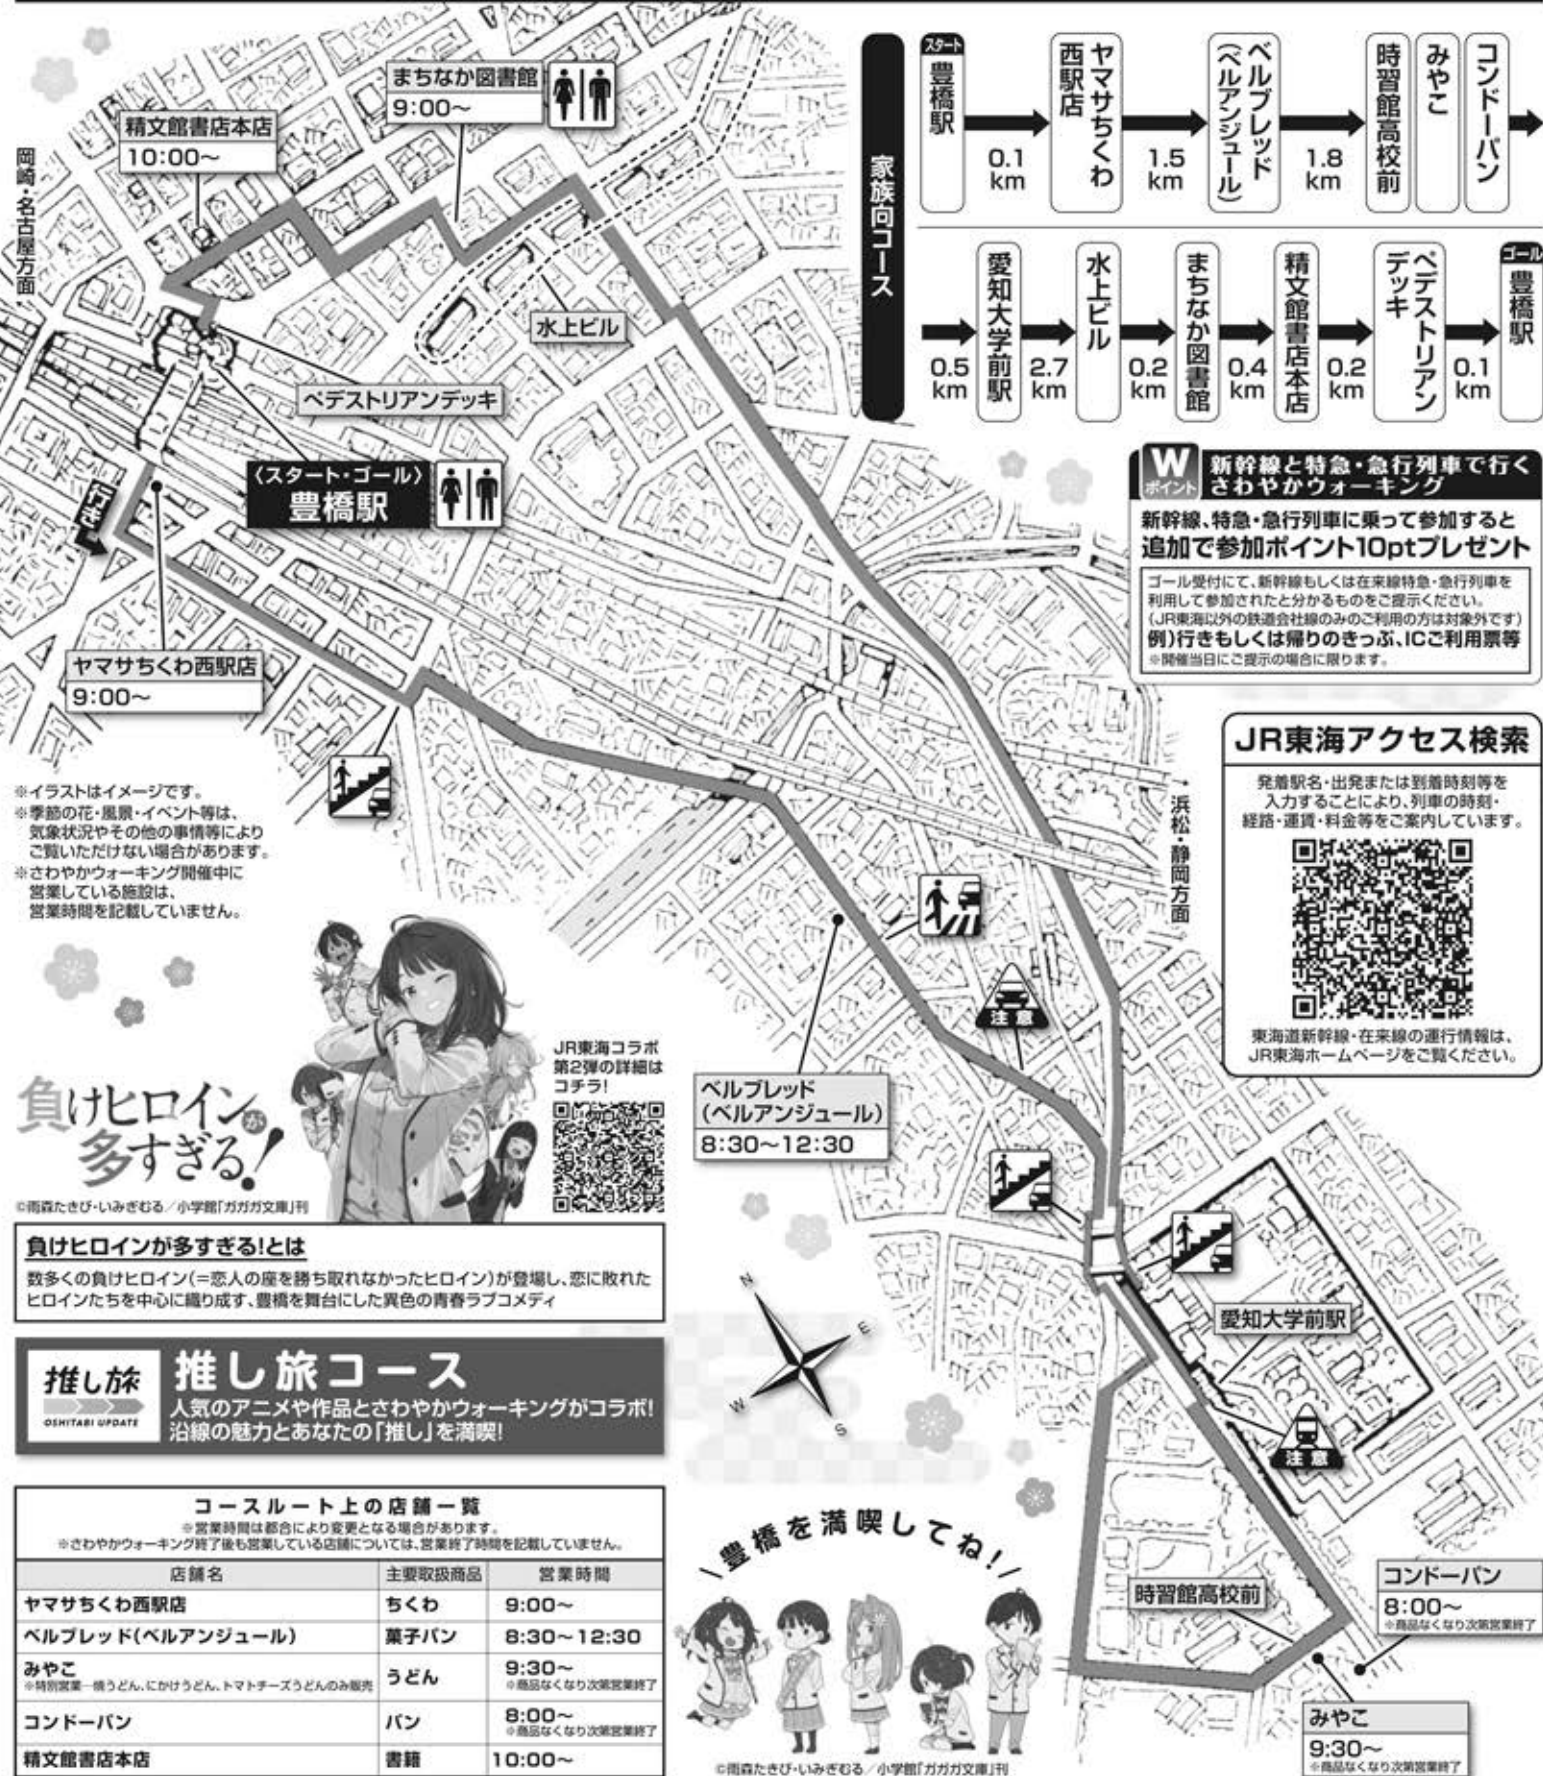 家族向コース
スタート
豊橋駅
0.1
km
ヤマサちくわ
西駅店
1.5
km
ベルブレッド
(ベルアンジュール)
1.8
km
時習館高校前
みやこ
コンドーパン
0.5
km
愛知大学前駅
2.7
km
水上ビル
0.2
km
まちなか図書館
0.4
km
精文館書店本店
0.2
km
ペデストリアン
デッキ
0.1
km
ゴール
豊橋駅
まちなか図書館
9:00~
精文館書店本店
10:00~
岡崎・名古屋方面
水上ビル
ペデストリアンデッキ
〈スタート・ゴール〉
豊橋駅
行き
ヤマサちくわ西駅店
9:00~
W
ポイント
新幹線と特急・急行列車で行く
さわやかウォーキング
新幹線、特急・急行列車に乗って参加すると
追加で参加ポイント10ptプレゼント
ゴール受付にて、新幹線もしくは在来線特急・急行列車を
利用して参加されたと分かるものをご提示ください。
(JR東海以外の鉄道会社線のみのご利用の方は対象外です)
例)行きもしくは帰りのきっぷ、ICご利用票等
※開催当日にご提示の場合に限ります。
JR東海アクセス検索
発着駅名・出発または到着時刻等を
入力することにより、列車の時刻・
経路・運賃・料金等をご案内しています。
東海道新幹線・在来線の運行情報は、
JR東海ホームページをご覧ください。
浜松・静岡方面
※イラストはイメージです。
※季節の花・風景・イベント等は、
気象状況やその他の事情等により
ご覧いただけない場合があります。
※さわやかウォーキング開催中に
営業している施設は、
営業時間を記載していません。
注意
ベルブレッド
(ベルアンジュール)
8:30~12:30
負けヒロインが
多すぎる!
JR東海コラボ
第2弾の詳細は
コチラ!
©雨森たきび・いみぎむる/小学館「ガガガ文庫」刊
負けヒロインが多すぎる!とは
数多くの負けヒロイン(=恋人の座を勝ち取れなかったヒロイン)が登場し、恋に敗れた
ヒロインたちを中心に織り成す、豊橋を舞台にした異色の青春ラブコメディ
N
E
W
S
愛知大学前駅
注意
推し旅
OSHITABI UPDATE
推し旅コース
人気のアニメや作品とさわやかウォーキングがコラボ!
沿線の魅力とあなたの「推し」を満喫!
コースルート上の店舗一覧
※営業時間は都合により変更となる場合があります。
※さわやかウォーキング終了後も営業している店舗については、営業終了時間を記載していません。
店舗名 主要取扱商品 営業時間
ヤマサちくわ西駅店 ちくわ 9:00~
ベルブレッド(ベルアンジュール) 菓子パン 8:30~12:30
みやこ うどん 9:30~
※特別営業…焼うどん、にかけうどん、トマトチーズうどんのみ販売 ※商品なくなり次第営業終了
コンドーパン パン 8:00~
※商品なくなり次第営業終了
精文館書店本店 書籍 10:00~
豊橋を満喫してね!
©雨森たきび・いみぎむる/小学館「ガガガ文庫」刊
時習館高校前
コンドーパン
8:00~
※商品なくなり次第営業終了
みやこ
9:30~
※商品なくなり次第営業終了